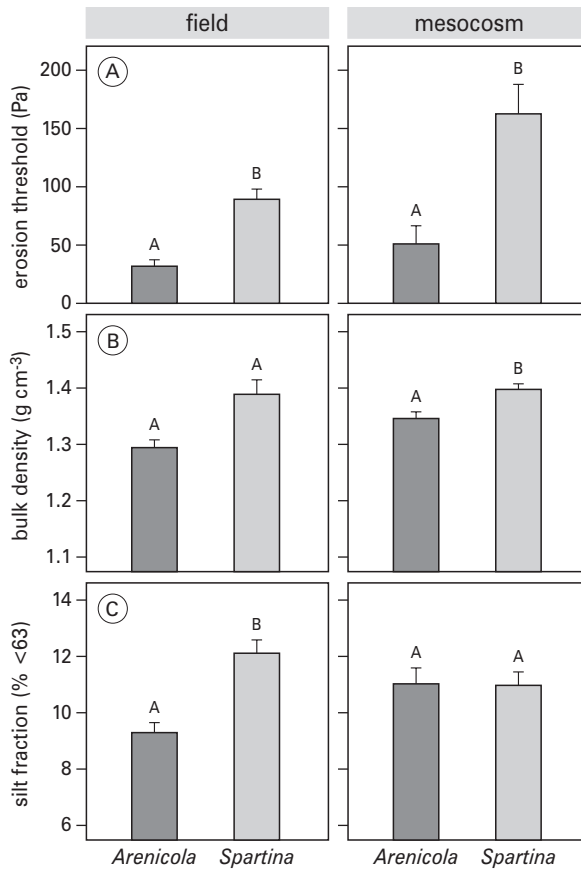 field mesocosm
A
erosion threshold (Pa)
200
150
100
50
0
A
B
A
B
B
bulk density (g cm-3)
1.5
1.4
1.3
1.2
1.1
A
A
A
B
C
silt fraction (% <63)
14
12
10
8
6
A
B
A
A
Arenicola Spartina Arenicola Spartina